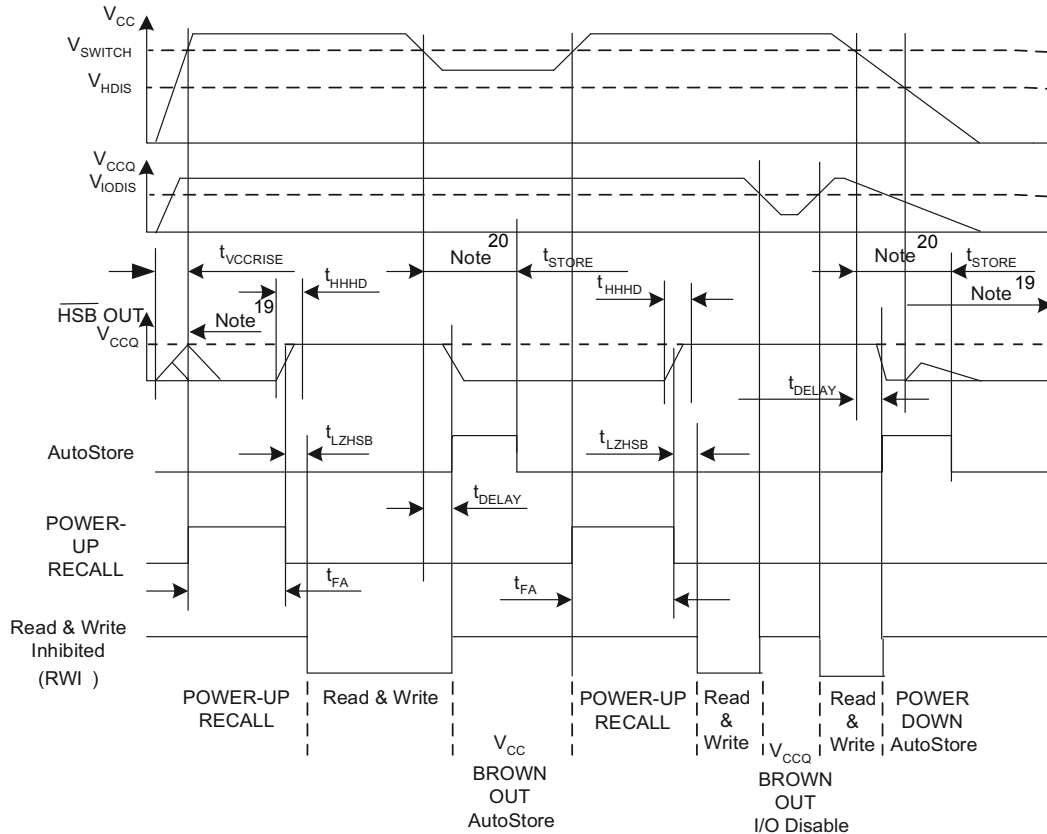 VCC
VSWITCH
VHDIS
VCCQ
VIODIS
tVCCRISE
Note20
tSTORE
Note20
tSTORE
tHHHD
tHHHD
Note19
HSB OUT
Note19
VCCQ
tDELAY
tLZHSB
tLZHSB
AutoStore
tDELAY
POWER-
UP
RECALL
tFA
tFA
Read & Write
Inhibited
(RWI )
POWER-UP
RECALL
Read & Write
VCC
BROWN
OUT
AutoStore
POWER-UP
RECALL
Read
&
Write
VCCQ
BROWN
OUT
I/O Disable
Read
&
Write
POWER
DOWN
AutoStore